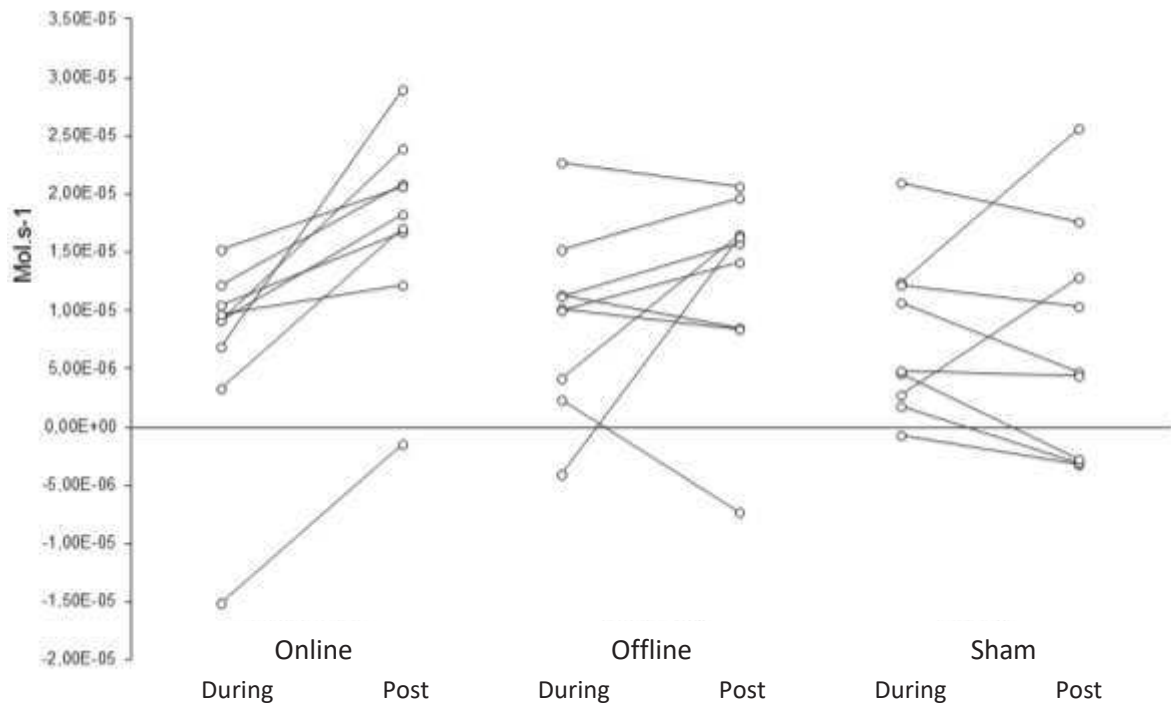 3,50E-05
3,00E-05
2,50E-05
2,00E-05
1,50E-05
1,00E-05
5,00E-06
0,00E+00
-5,00E-06
-1,00E-05
-1,50E-05
-2,00E-05
Mol.s-1
Online Offline Sham
During Post During Post During Post